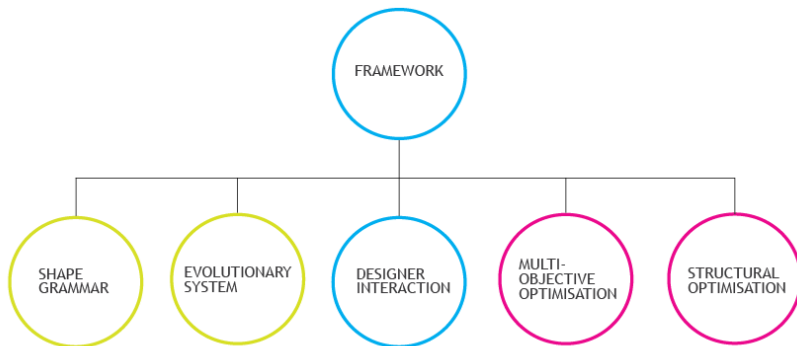 FRAMEWORK
SHAPE
GRAMMAR
EVOLUTIONARY
SYSTEM
DESIGNER
INTERACTION
MULTI-
OBJECTIVE
OPTIMISATION
STRUCTURAL
OPTIMISATION